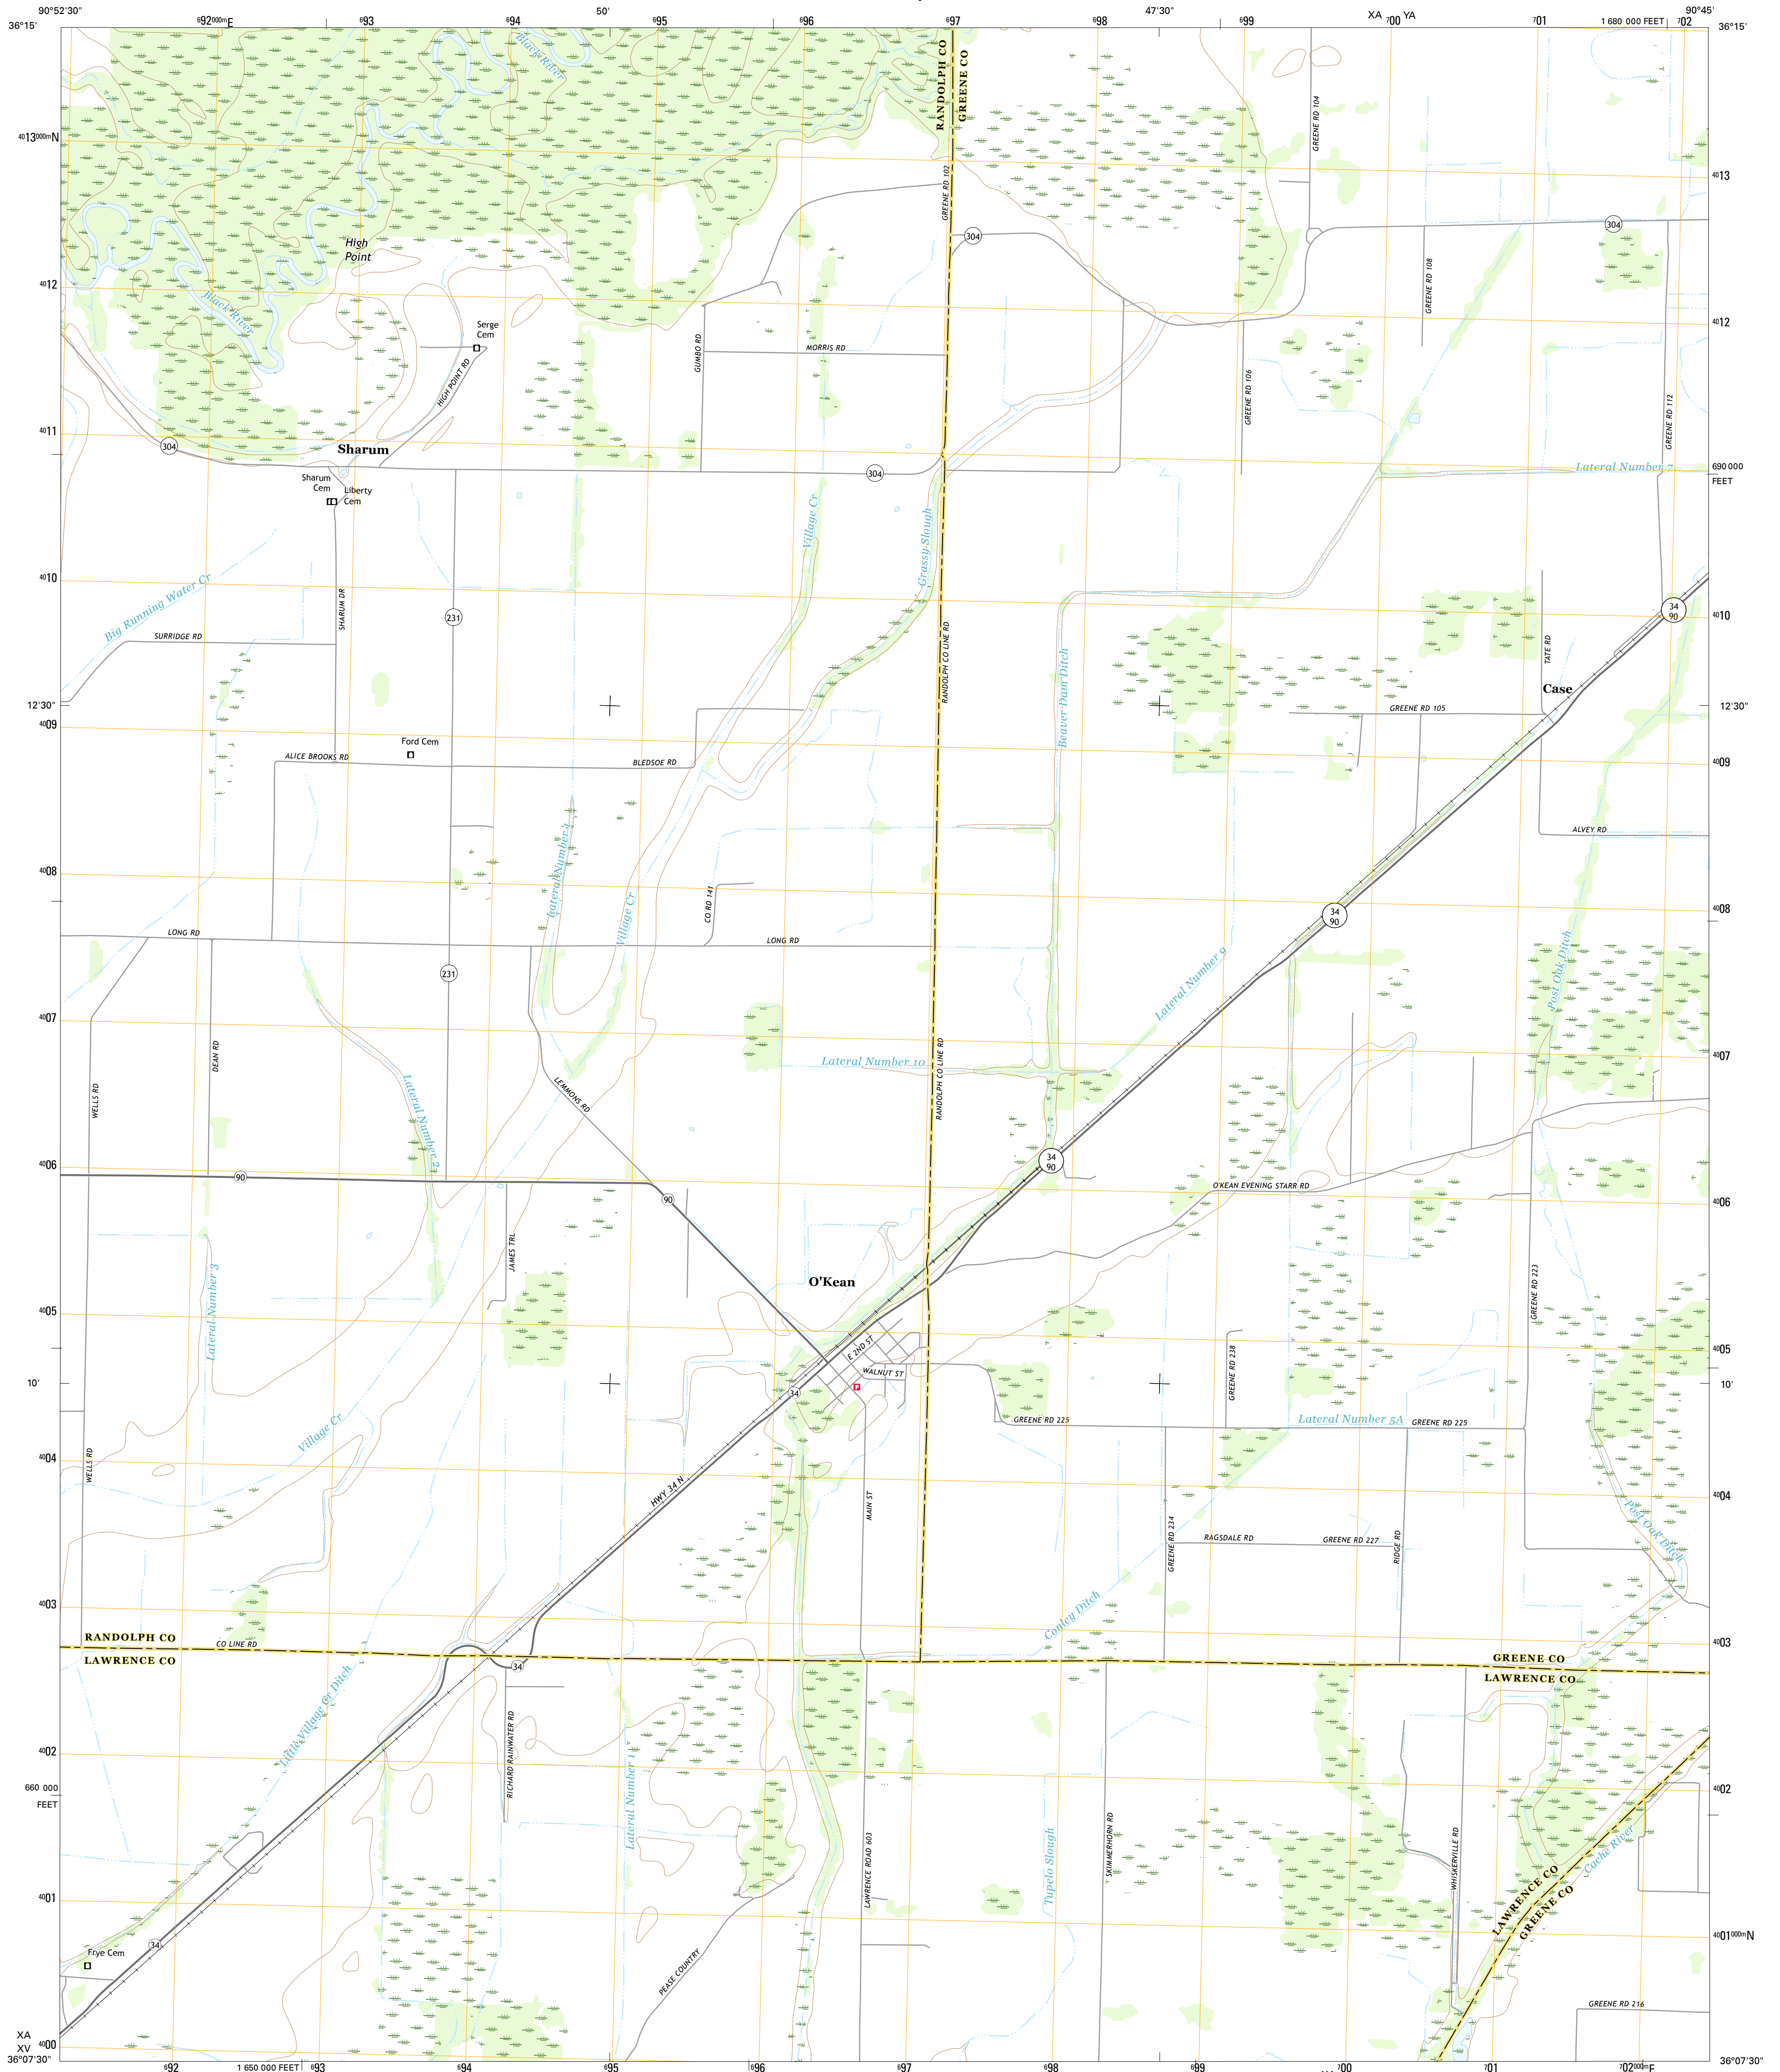 90°52'30" 692000mE 693 694 50' 695 696 697 698 47'30" 699 XA 700 YA 701 1 680 000 FEET 702 90°45'
36°15' 36°15'
RANDOLPH CO
GREENE CO
Black River
GREENE RD 104
4013000mN
4013
GREENE RD 102
304
304
High
Point
4012
GREENE RD 108
Black River
Serge
Cem
4012
GUMBO RD
MORRIS RD
HIGH POINT RD
GREENE RD 106
GREENE RD 112
4011
304
Sharum
304
Lateral Number 7
690 000
FEET
Sharum
Cem
Liberty
Cem
Village Cr
Grassy Slough
4010
Big Running Water Cr
SHARUM DR
231
34
90
4010
SURRIDGE RD
RANDOLPH CO LINE RD
TATE RD
Beaver Dam Ditch
Case
12'30"
12'30"
GREENE RD 105
4009
Ford Cem
ALICE BROOKS RD
BLEDSOE RD
4009
ALVEY RD
Lateral Number 1
4008
CO RD 141
Village Cr
34
90
4008
LONG RD
LONG RD
231
Lateral Number 9
Post Oak Ditch
4007
DEAN RD
Lateral Number 10
RANDOLPH CO LINE RD
4007
WELLS RD
Lateral Number 2
LEMMONS RD
4006
34
90
90
O'KEAN EVENING STARR RD
90
4006
JAMES TRL
Lateral Number 3
O'Kean
GREENE RD 223
4005
E 2ND ST
4005
WALNUT ST
GREENE RD 238
10'
F
34
10'
Village Cr
GREENE RD 225
Lateral Number 5A
GREENE RD 225
4004
WELLS RD
HWY 34 N
MAIN ST
4004
Post Oak Ditch
GREENE RD 234
RAGSDALE RD
GREENE RD 227
RIDGE RD
4003
Conley Ditch
RANDOLPH CO
CO LINE RD
LAWRENCE CO
34
4003
GREENE CO
LAWRENCE CO
Little Village Cr Ditch
RICHARD RAINWATER RD
4002
Lateral Number 1
660 000
FEET
4002
SKIMMERHORN RD
Tupelo Slough
LAWRENCE ROAD 603
WHISKERVILLE RD
Cache River
4001
LAWRENCE CO
GREENE CO
4001000mN
34
Frye Cem
PEASE COUNTRY
GREENE RD 216
XA
XV
4000
36°07'30" 36°07'30"
692 1 650 000 FEET 693 694 695 696 697 698 699 700 701 702000mE